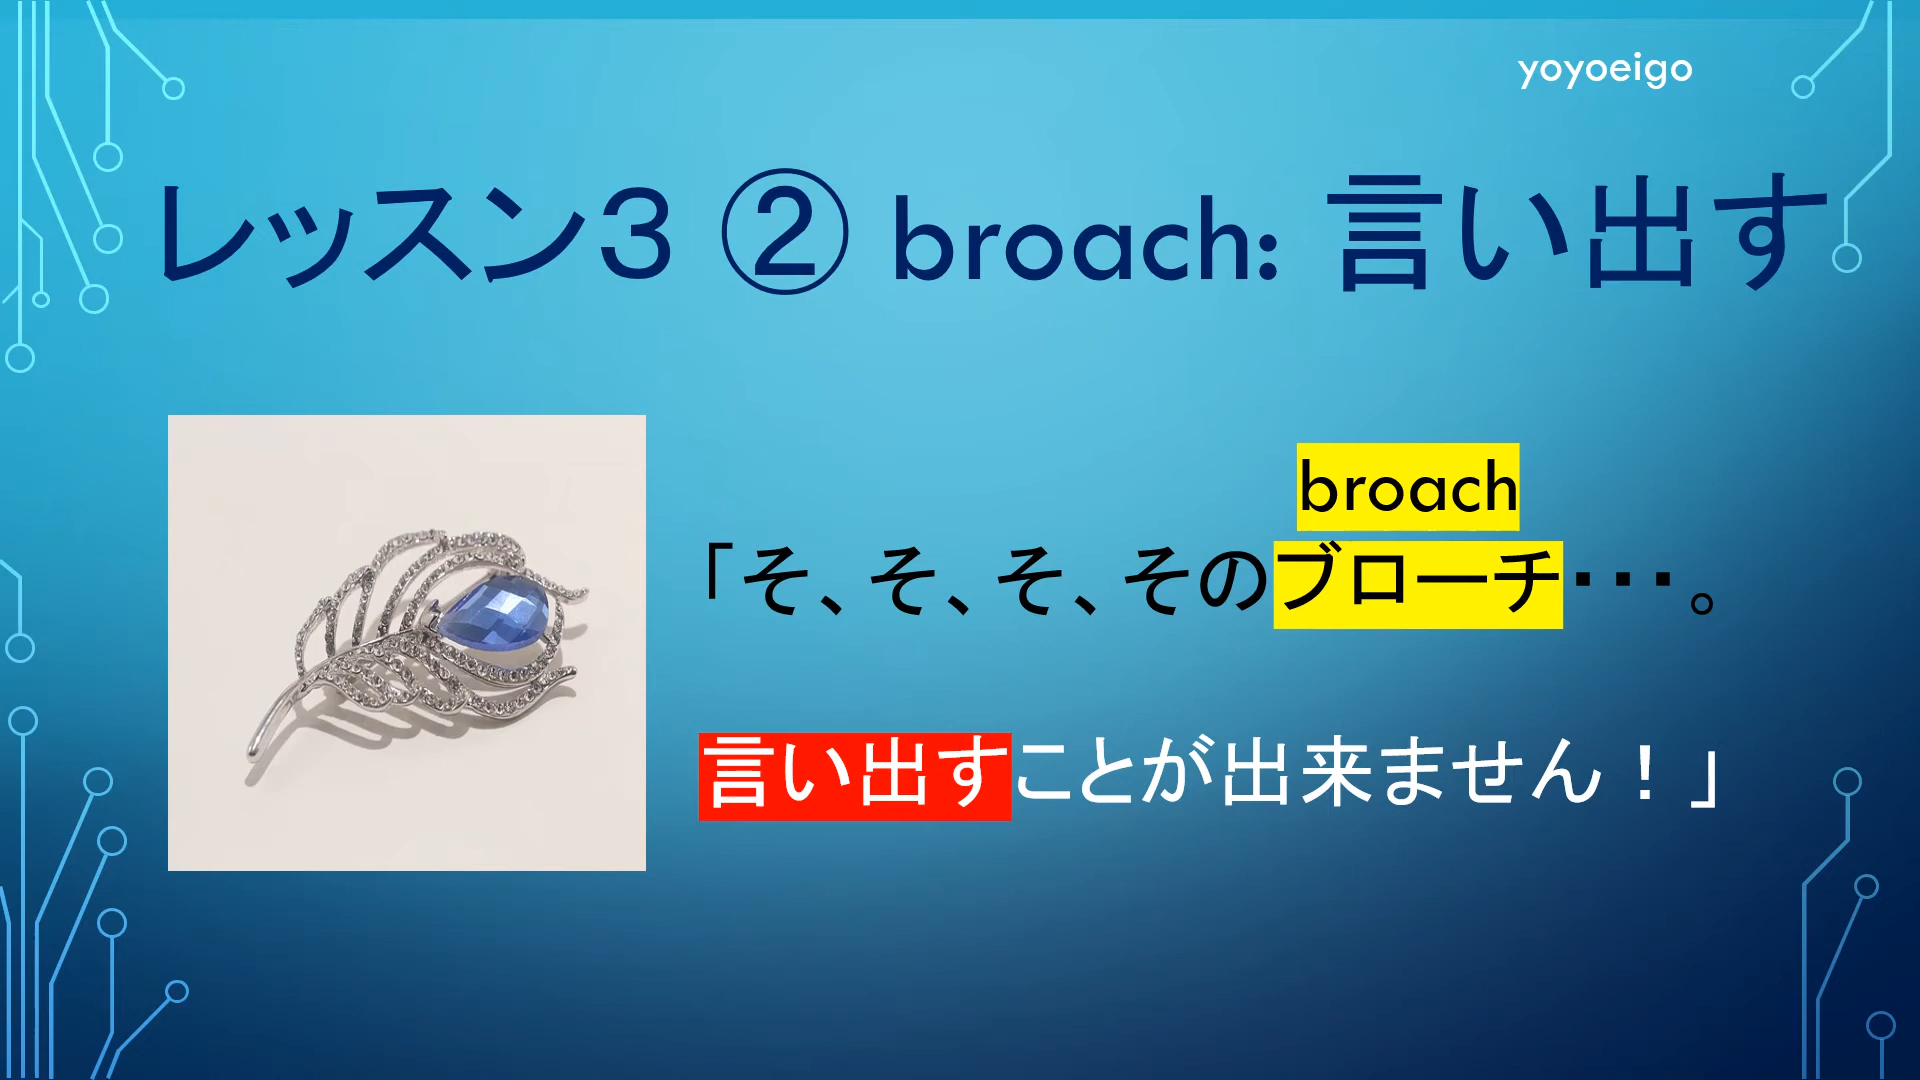 yoyoeigo
レッスン３ ② broach: 言い出す
broach
「そ、そ、そ、そのブローチ・・・。
言い出すことが出来ません！」